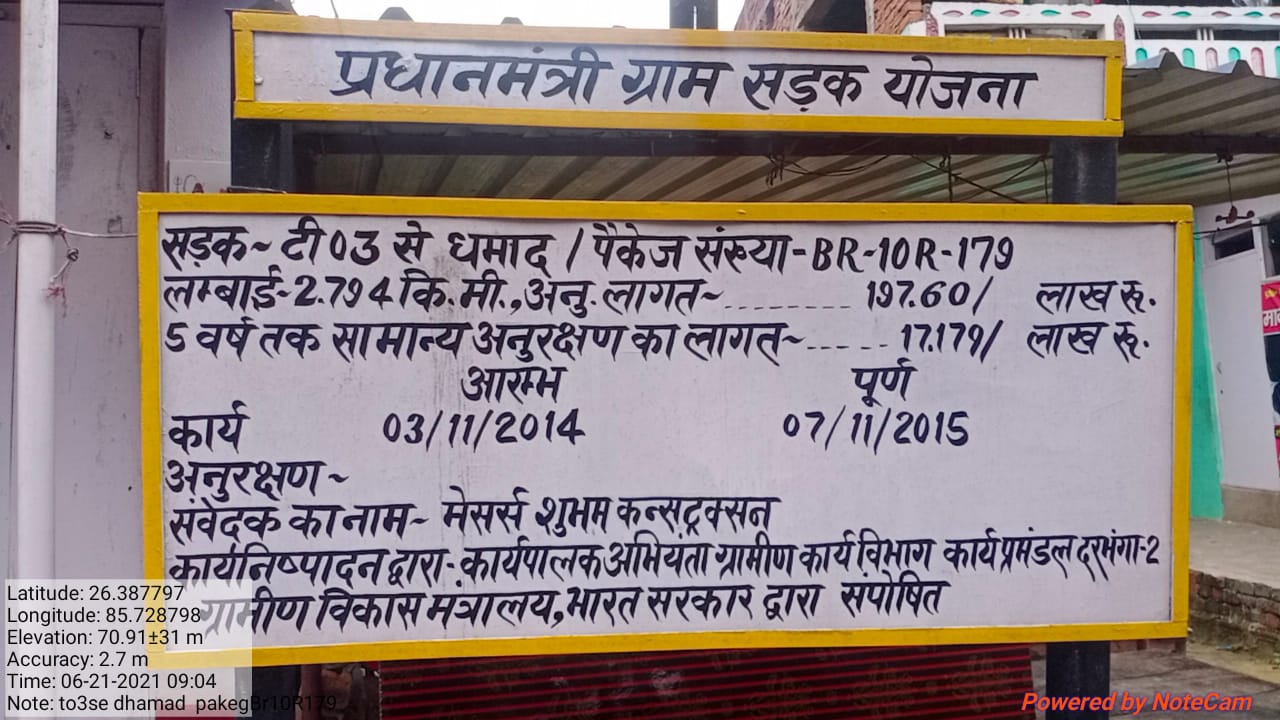 प्रधानमंत्री ग्राम सड़क योजना
सड़क~ टी03 से धमाद / पैकेज संख्या-BR-10R-179
लम्बाई-2.794 कि.मी.,अनु.लागत~......... 197.60/ लाख रू.
5 वर्ष तक सामान्य अनुरक्षण का लागत~..... 17.179/ लाख रू.
आरम्भ पूर्ण
कार्य 03/11/2014 07/11/2015
अनुरक्षण~
संवेदक का नाम~ मेसर्स शुभम कन्सट्रक्सन
कार्यनिष्पादन द्वारा-कार्यपालक अभियंता ग्रामीण कार्य विभाग कार्य प्रमंडल दरभंगा-2
ग्रामीण विकास मंत्रालय,भारत सरकार द्वारा संपोषित
Latitude: 26.387797
Longitude: 85.728798
Elevation: 70.91±31 m
Accuracy: 2.7 m
Time: 06-21-2021 09:04
Note: to3se dhamad pakegBr10R179
Powered by NoteCam